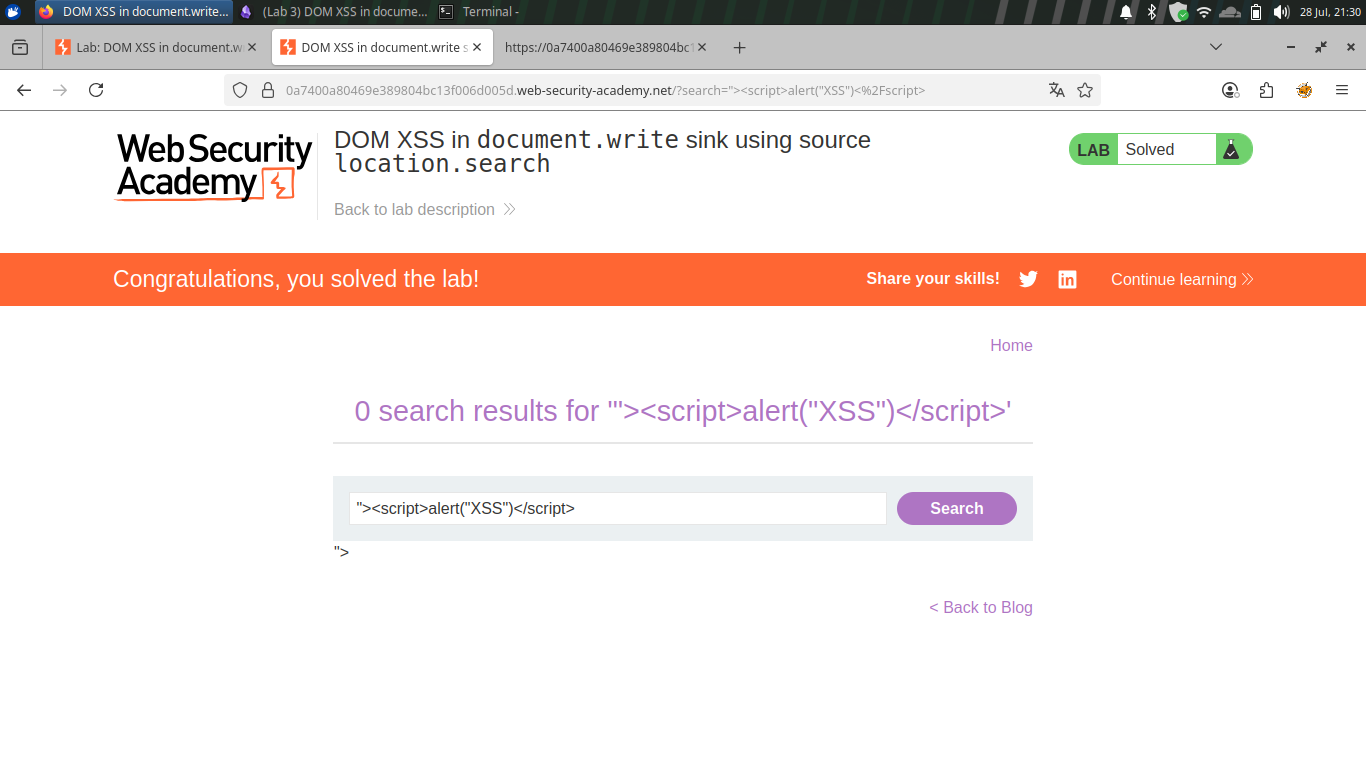 DOM XSS in document.write... (Lab 3) DOM XSS in docume... Terminal - 28 Jul, 21:30
Lab: DOM XSS in document.w DOM XSS in document.write s https://0a7400a80469e389804bc1
0a7400a80469e389804bc13f006d005d.web-security-academy.net/?search="><script>alert("XSS")<%2Fscript>
Web Security
Academy
DOM XSS in document.write sink using source
location.search
Back to lab description
LAB Solved
Congratulations, you solved the lab!
Share your skills!
Continue learning
Home
0 search results for '"><script>alert("XSS")</script>'
"><script>alert("XSS")</script>
Search
">
< Back to Blog